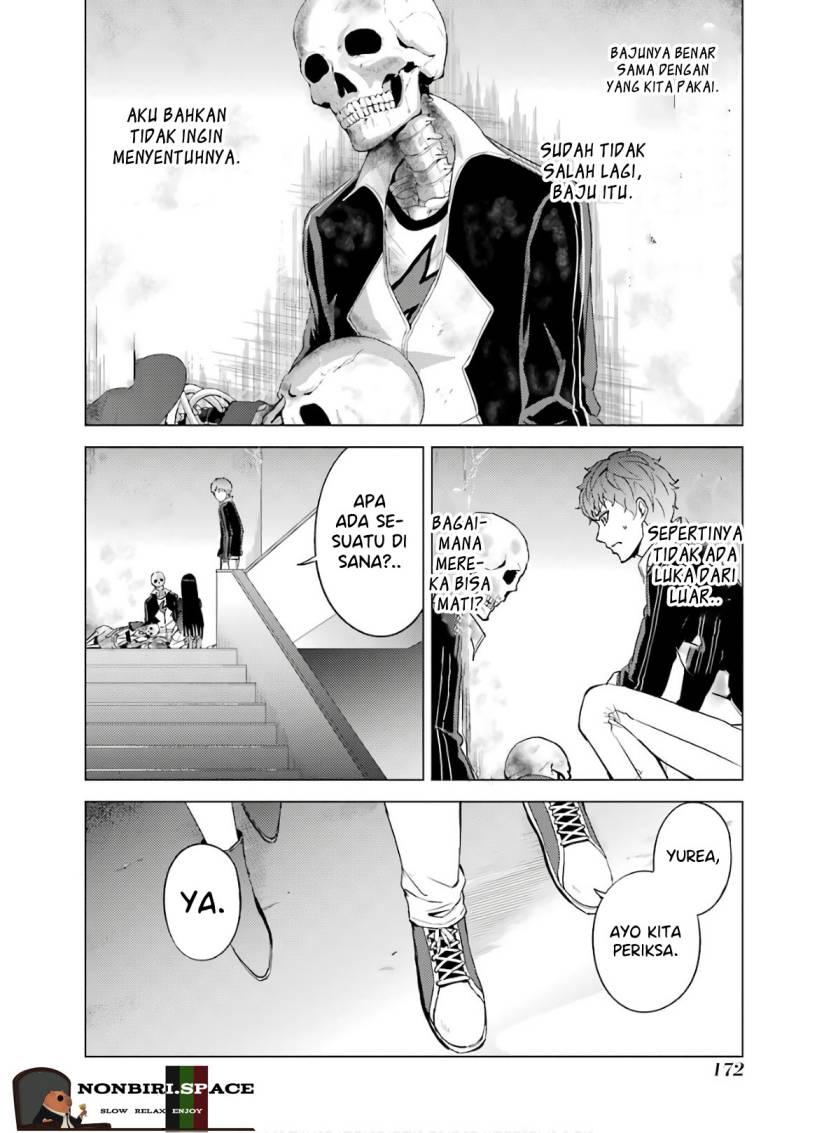 BAJUNYA BENAR
SAMA DENGAN
YANG KITA PAKAI.
SUDAH TIDAK
SALAH LAGI,
BAJU ITU.
AKU BAHKAN
TIDAK INGIN
MENYENTUHNYA.
SEPERTINYA
TIDAK ADA
LUKA DARI
LUAR..
BAGAI-
MANA
MERE-
KA BISA
MATI?
APA
ADA SE-
SUATU DI
SANA?..
YUREA,
AYO KITA
PERIKSA.
YA.
172
NONBIRI.SPACE
SLOW RELAX ENJOY